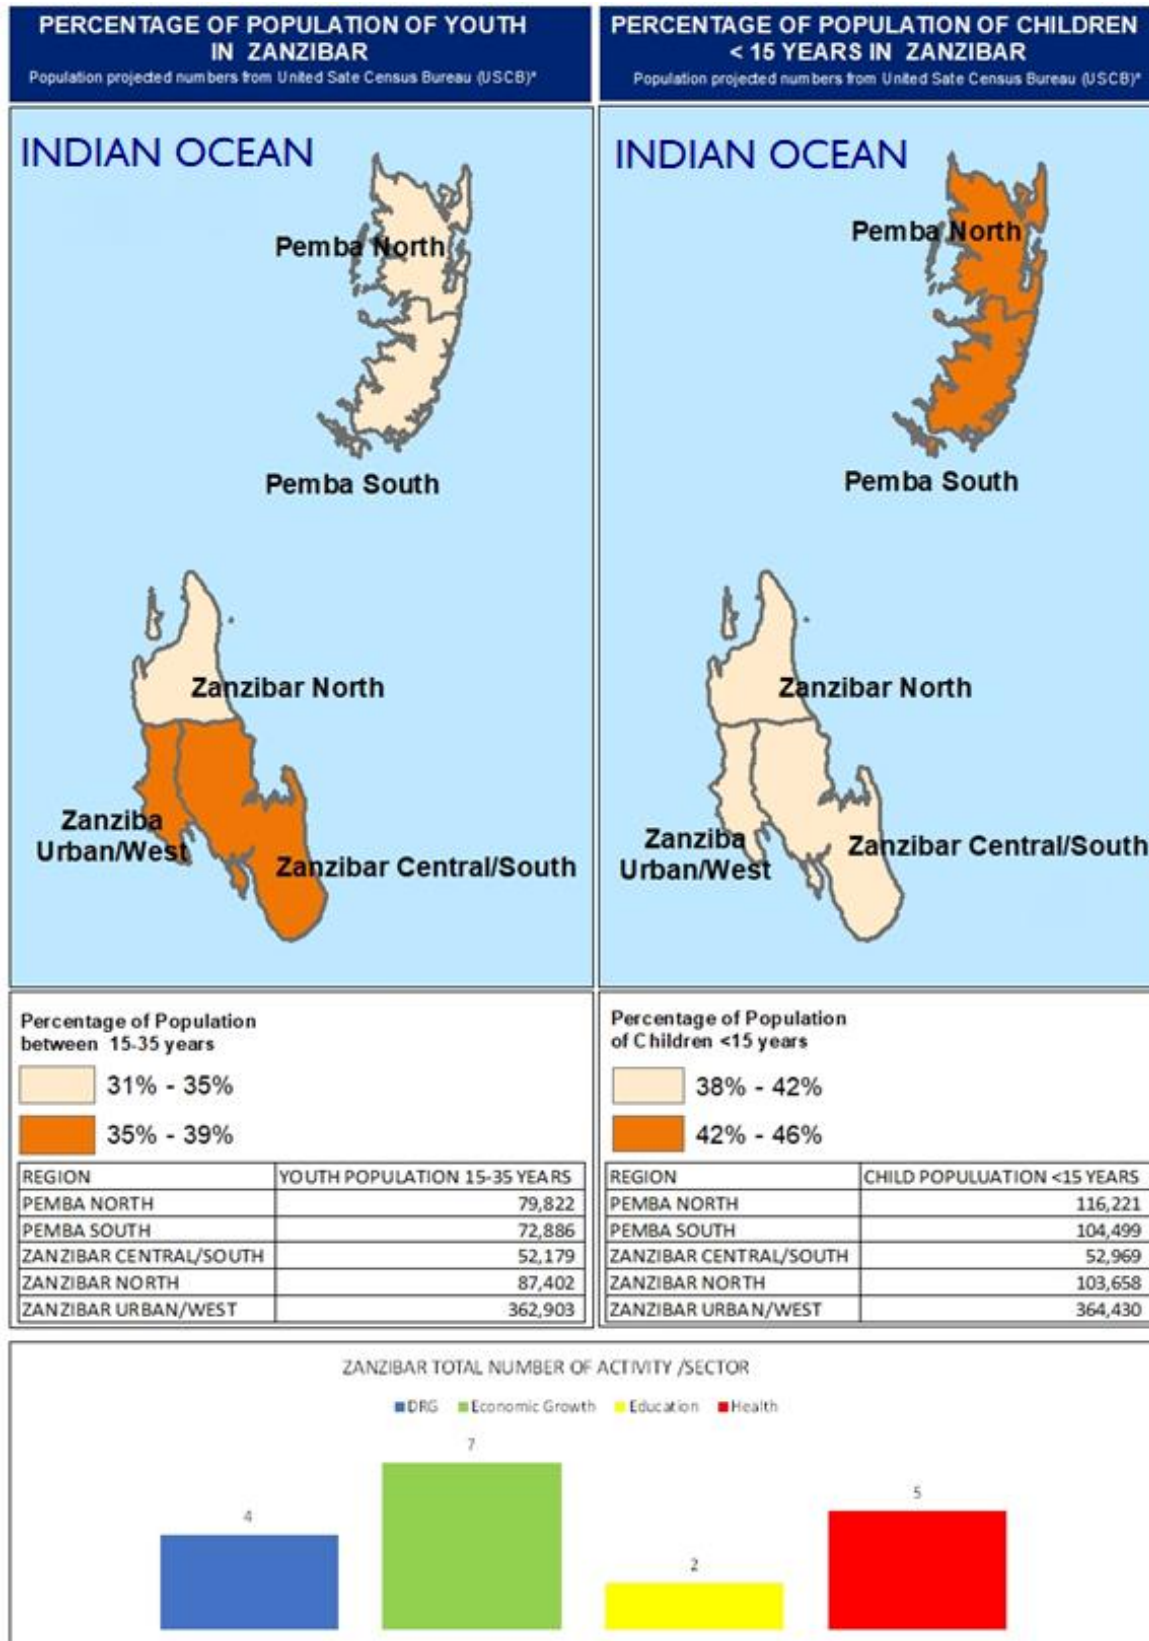 PERCENTAGE OF POPULATION OF YOUTH
IN ZANZIBAR
Population projected numbers from United Sate Census Bureau (USCB)*
PERCENTAGE OF POPULATION OF CHILDREN
< 15 YEARS IN ZANZIBAR
Population projected numbers from United Sate Census Bureau (USCB)*
INDIAN OCEAN
Pemba North
Pemba South
Zanzibar North
Zanziba
Urban/West
Zanzibar Central/South
INDIAN OCEAN
Pemba North
Pemba South
Zanzibar North
Zanziba
Urban/West
Zanzibar Central/South
Percentage of Population
between 15-35 years
31% - 35%
35% - 39%
REGION YOUTH POPULATION 15-35 YEARS
PEMBA NORTH 79,822
PEMBA SOUTH 72,886
ZANZIBAR CENTRAL/SOUTH 52,179
ZANZIBAR NORTH 87,402
ZANZIBAR URBAN/WEST 362,903
Percentage of Population
of Children <15 years
38% - 42%
42% - 46%
REGION CHILD POPULUATION <15 YEARS
PEMBA NORTH 116,221
PEMBA SOUTH 104,499
ZANZIBAR CENTRAL/SOUTH 52,969
ZANZIBAR NORTH 103,658
ZANZIBAR URBAN/WEST 364,430
ZANZIBAR TOTAL NUMBER OF ACTIVITY /SECTOR
DRG Economic Growth Education Health
4
7
2
5